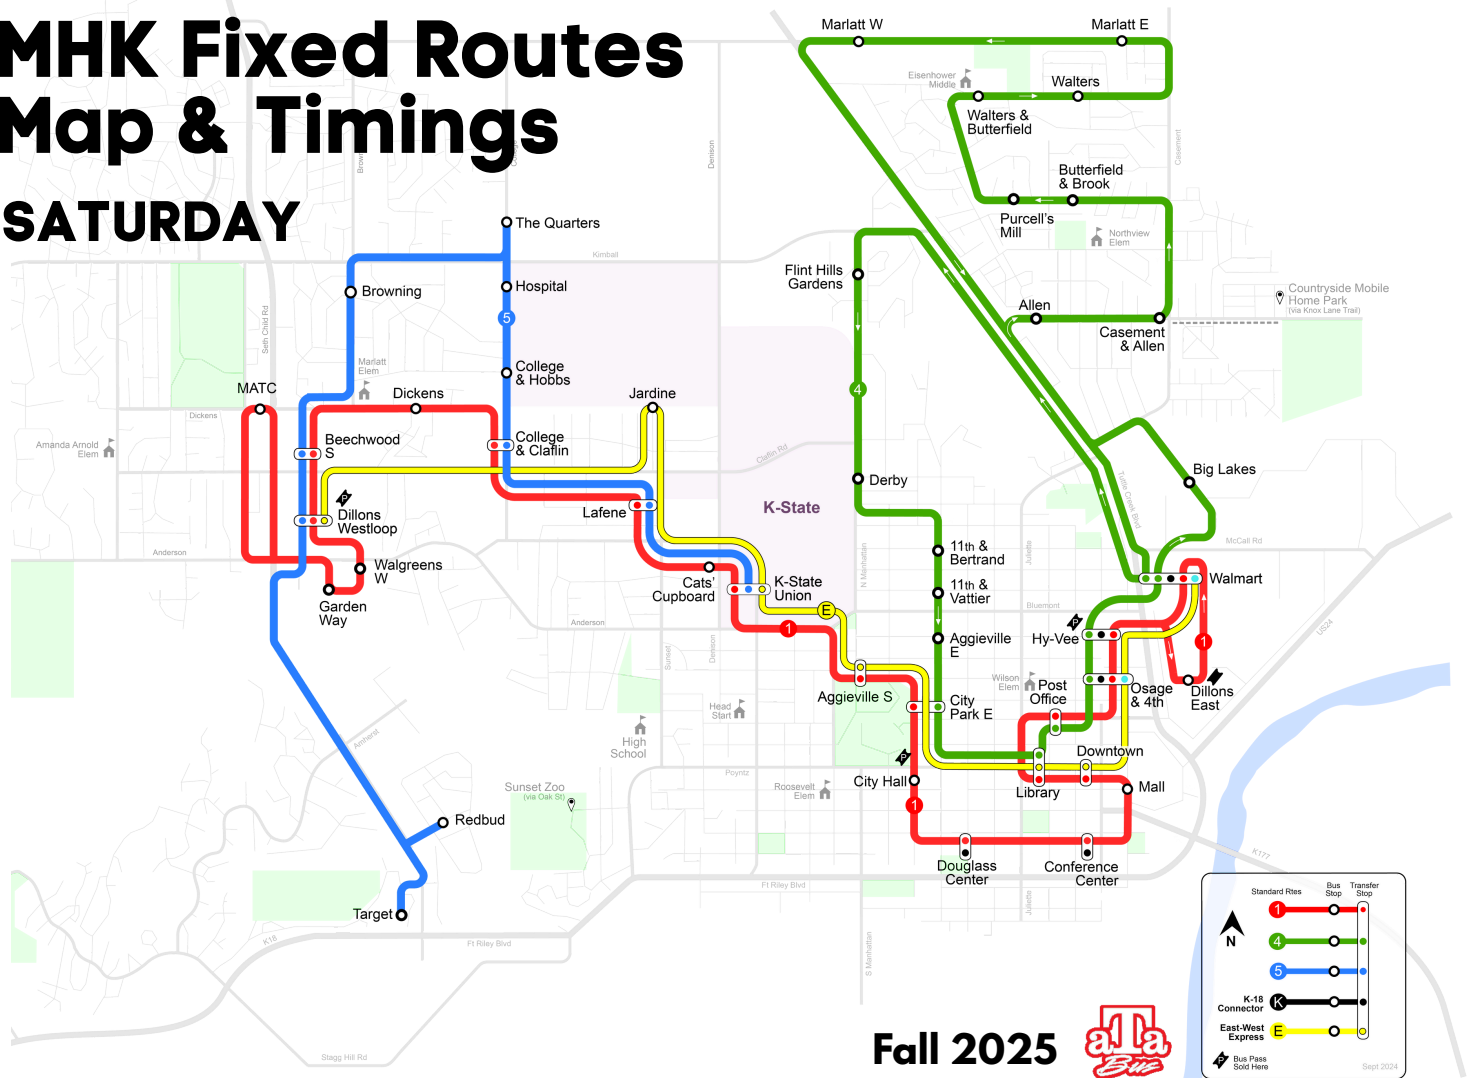 MHK Fixed Routes
Map & Timings
SATURDAY
Marlatt W
Marlatt E
Eisenhower
Middle
Walters
Walters &
Butterfield
Butterfield
& Brook
Purcell's
Mill
Northview
Elem
Casement
Denison
The Quarters
Kimball
Hospital
Browning
5
Flint Hills
Gardens
Allen
Casement
& Allen
Countryside Mobile
Home Park
(via Knox Lane Trail)
Seth Child Rd
Marlatt
Elem
College
& Hobbs
MATC
Dickens
Dickens
Jardine
4
Amanda Arnold
Elem
Beechwood
S
College
& Claflin
Claflin Rd
Derby
Big Lakes
Tuttle Creek Blvd
P
Dillons
Westloop
Lafene
K-State
Anderson
Walgreens
W
Garden
Way
Cats'
Cupboard
K-State
Union
N Manhattan
11th &
Bertrand
11th &
Vattier
Juliette
McCall Rd
Walmart
Anderson
E
1
Bluemont
P
Hy-Vee
US24
1
Aggieville
E
Sunset
Denison
Aggieville S
Wilson
Elem
Post
Office
Osage
& 4th
P
Dillons
East
City
Park E
Head
Start
High
School
Amherst
P
City Hall
Poyntz
Downtown
Library
Mall
Sunset Zoo
(via Oak St)
Roosevelt
Elem
1
Redbud
Douglass
Center
Conference
Center
K177
Ft Riley Blvd
Juliette
Target
K18
Ft Riley Blvd
S Manhattan
Stagg Hill Rd
Fall 2025
aTa
Bus
Standard Rtes
Bus
Stop
Transfer
Stop
1
4
5
N
K-18
Connector
K
East-West
Express
E
P
Bus Pass
Sold Here
Sept 2024